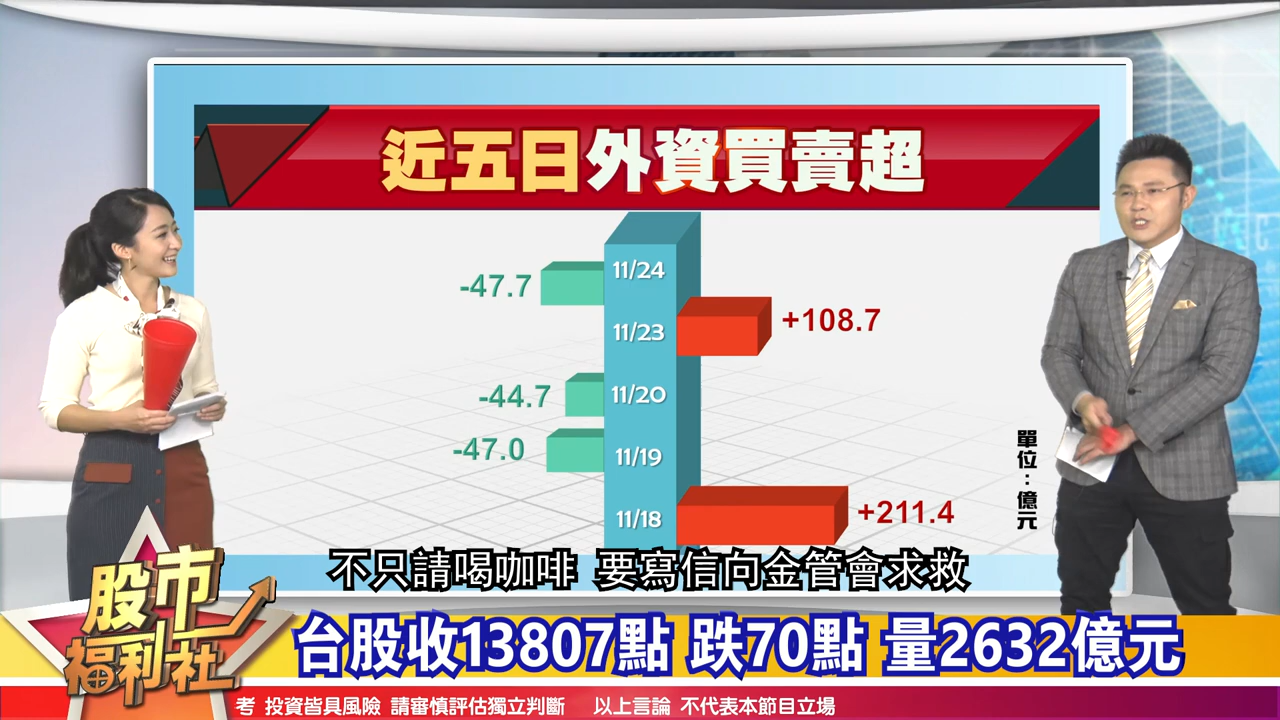 近五日外資買賣超
11/24
-47.7
11/23
+108.7
11/20
-44.7
11/19
-47.0
11/18
+211.4
單位：億元
不只請喝咖啡 要寫信向金管會求救
股市
福利社
台股收13807點 跌70點 量2632億元
考 投資皆具風險 請審慎評估獨立判斷 以上言論 不代表本節目立場